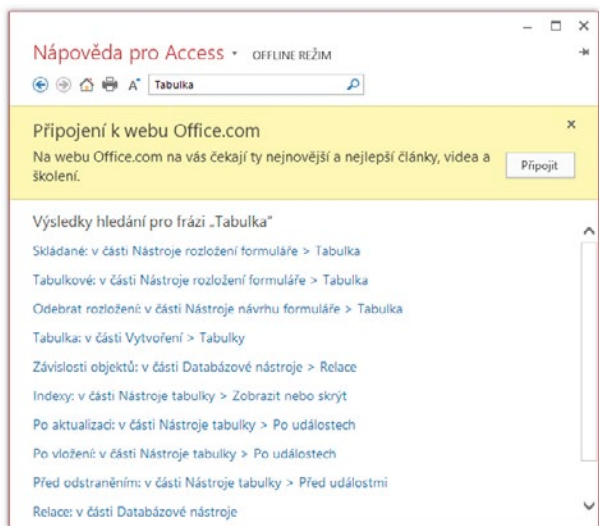 Nápověda pro Access OFFLINE REŽIM
A
Tabulka
Připojení k webu Office.com
Na webu Office.com na vás čekají ty nejnovější a nejlepší články, videa a
školení.
Připojit
Výsledky hledání pro frázi „Tabulka“
Skládané: v části Nástroje rozložení formuláře > Tabulka
Tabulkové: v části Nástroje rozložení formuláře > Tabulka
Odebrat rozložení: v části Nástroje návrhu formuláře > Tabulka
Tabulka: v části Vytvoření > Tabulky
Závislosti objektů: v části Databázové nástroje > Relace
Indexy: v části Nástroje tabulky > Zobrazit nebo skrýt
Po aktualizaci: v části Nástroje tabulky > Po událostech
Po vložení: v části Nástroje tabulky > Po událostech
Před odstraněním: v části Nástroje tabulky > Před událostmi
Relace: v části Databázové nástroje